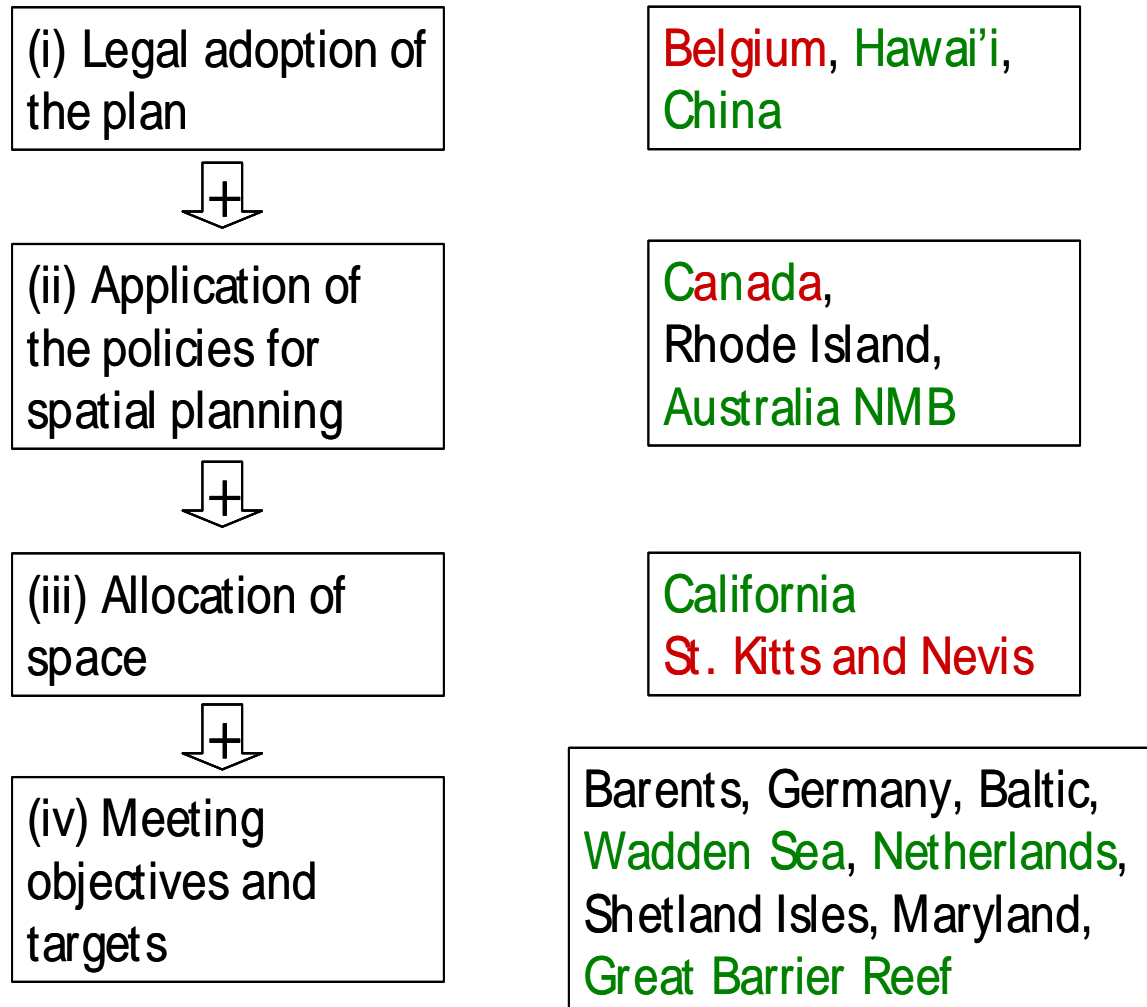 (i) Legal adoption of
the plan
Belgium, Hawai’i,
China
+
(ii) Application of
the policies for
spatial planning
Canada,
Rhode Island,
Australia NMB
+
(iii) Allocation of
space
California
St. Kitts and Nevis
+
(iv) Meeting
objectives and
targets
Barents, Germany, Baltic,
Wadden Sea, Netherlands,
Shetland Isles, Maryland,
Great Barrier Reef